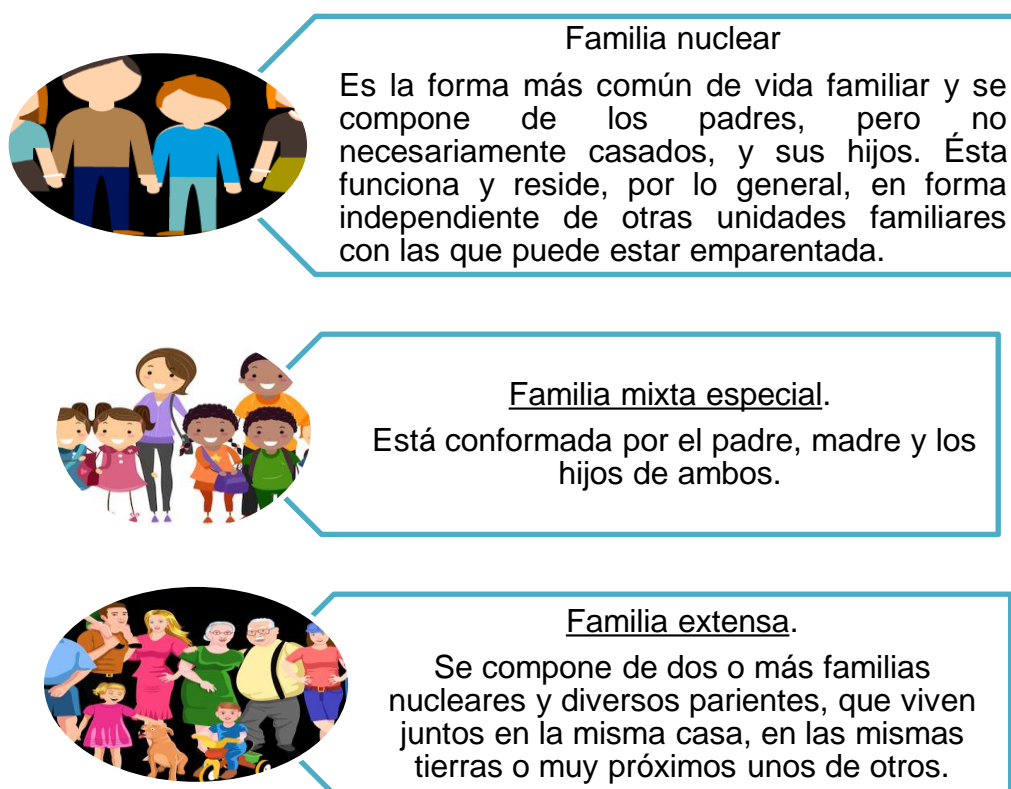 Familia nuclear
Es la forma más común de vida familiar y se
compone de los padres, pero no
necesariamente casados, y sus hijos. Ésta
funciona y reside, por lo general, en forma
independiente de otras unidades familiares
con las que puede estar emparentada.
Familia mixta especial.
Está conformada por el padre, madre y los
hijos de ambos.
Familia extensa.
Se compone de dos o más familias
nucleares y diversos parientes, que viven
juntos en la misma casa, en las mismas
tierras o muy próximos unos de otros.